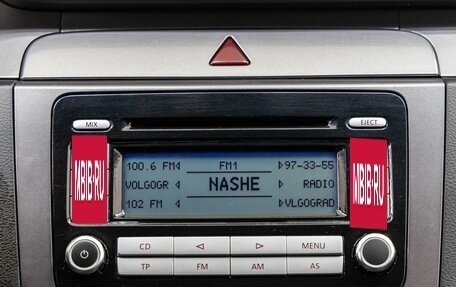 MIX
EJECT
100.6 FM FM1 97-33-55
VOLGOGR NASHE RADIO
102 FM VLGOGRAD
MBIB.RU
MBIB.RU
CD MENU
TP FM AM AS